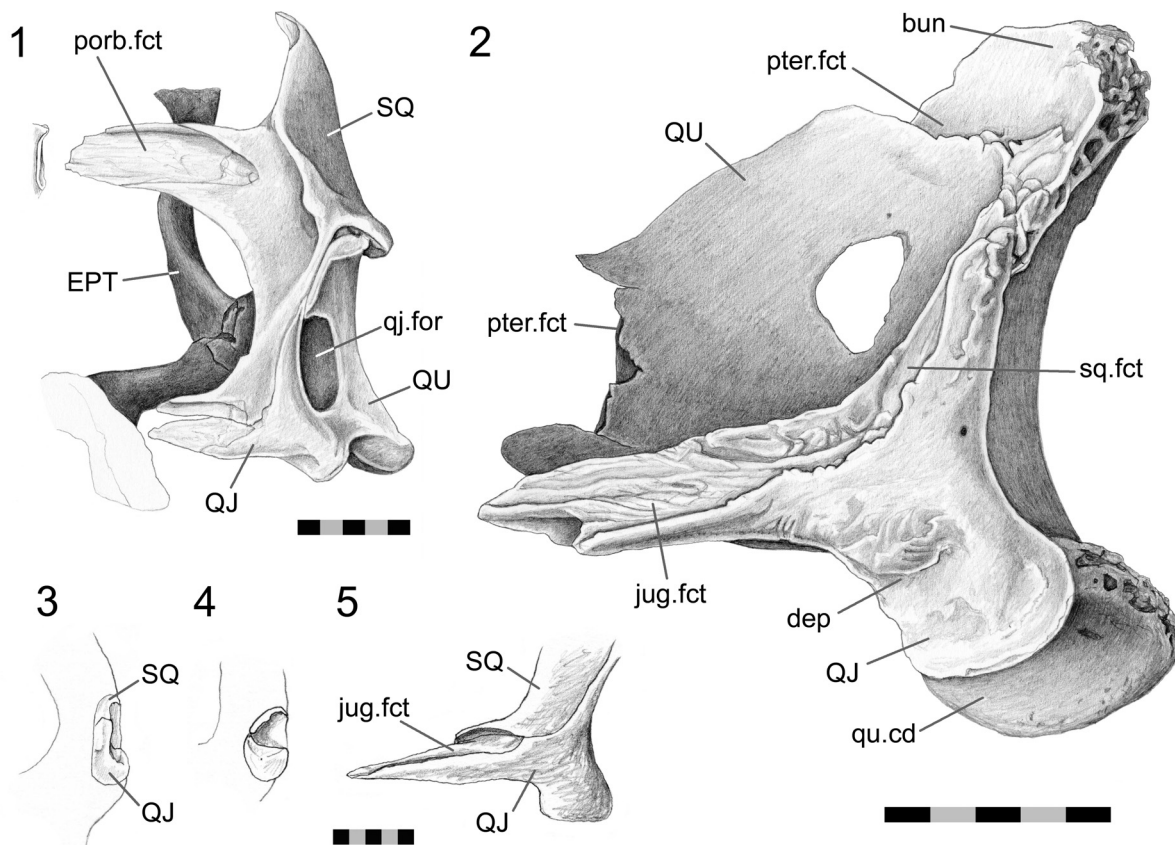 1
porb.fct
SQ
EPT
qj.for
QU
QJ
2
bun
pter.fct
QU
pter.fct
sq.fct
jug.fct
dep
QJ
qu.cd
3
SQ
QJ
4
5
SQ
jug.fct
QJ